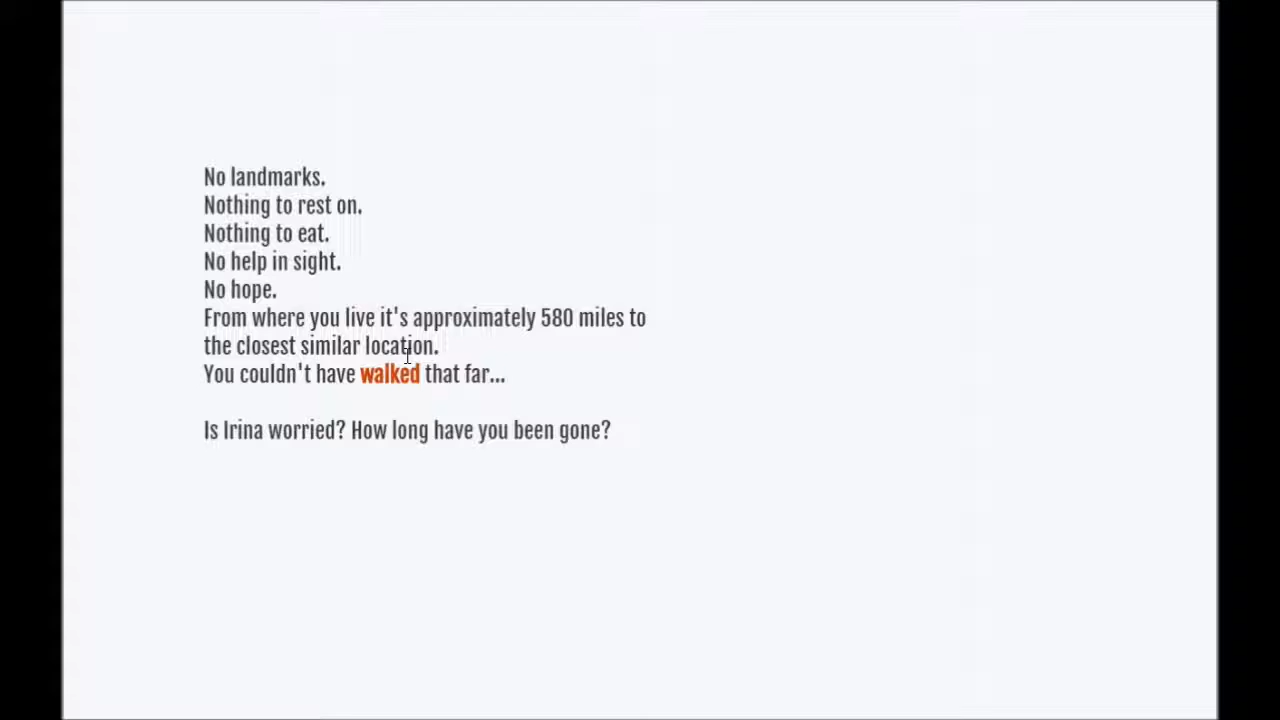 No landmarks.
Nothing to rest on.
Nothing to eat.
No help in sight.
No hope.
From where you live it's approximately 580 miles to
the closest similar location.
You couldn't have walked that far...
Is Irina worried? How long have you been gone?